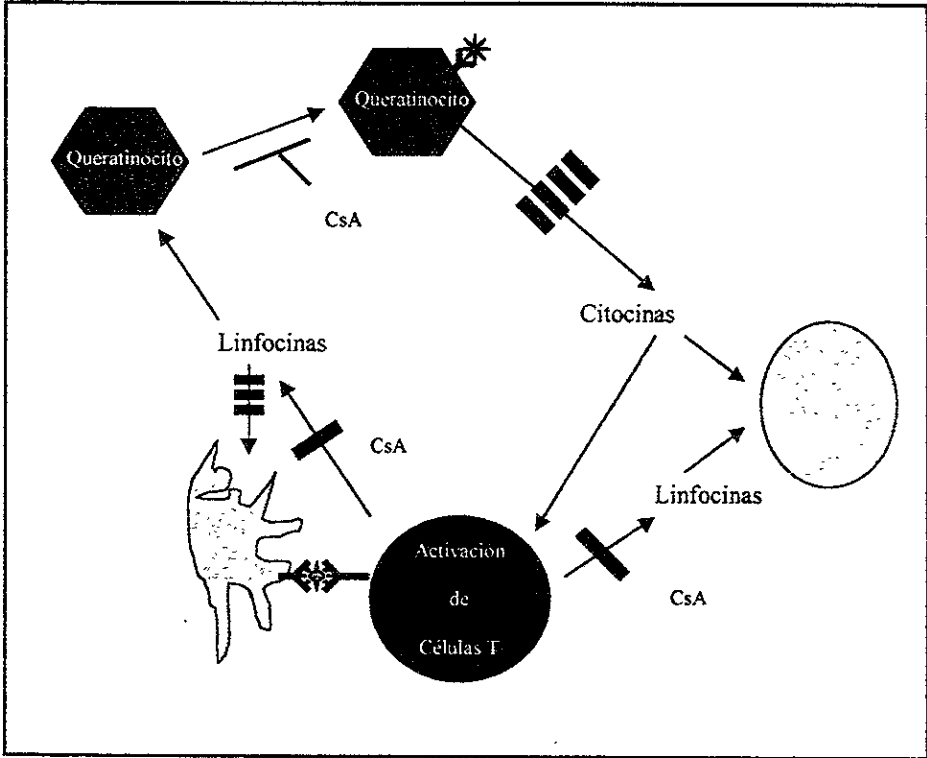 Queratinocito
Queratinocito
CsA
Citocinas
Linfocinas
CsA
Linfocinas
Activación
de
Células T
CsA